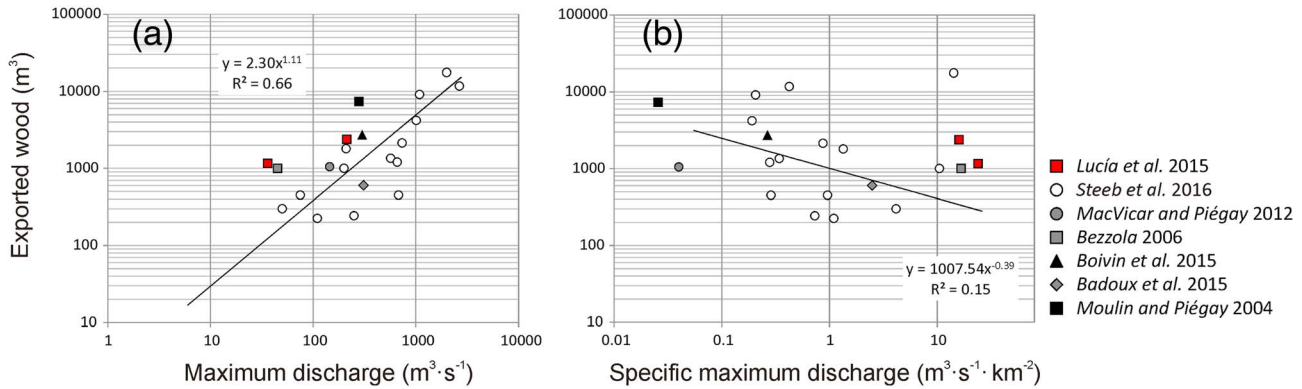 (a)
Exported wood (m³)
100000
10000
1000
100
10
y = 2.30x^1.11
R² = 0.66
1
10
100
1000
10000
Maximum discharge (m³·s⁻¹)
(b)
100000
10000
1000
100
10
y = 1007.54x^-0.39
R² = 0.15
0.01
0.1
1
10
Specific maximum discharge (m³·s⁻¹· km⁻²)
Lucía et al. 2015
Steeb et al. 2016
MacVicar and Piégay 2012
Bezzola 2006
Boivin et al. 2015
Badoux et al. 2015
Moulin and Piégay 2004